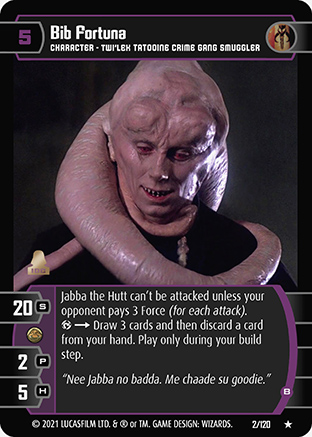 5
Bib Fortuna
CHARACTER - TWI'LEK TATOOINE CRIME GANG SMUGGLER
20 S
2 P
5 H
Jabba the Hutt can't be attacked unless your
opponent pays 3 Force (for each attack).
Draw 3 cards and then discard a card
from your hand. Play only during your build
step.
"Nee Jabba no badda. Me chaade su goodie."
B
© 2021 LUCASFILM LTD. & ® or TM. GAME DESIGN: WIZARDS.
2/120